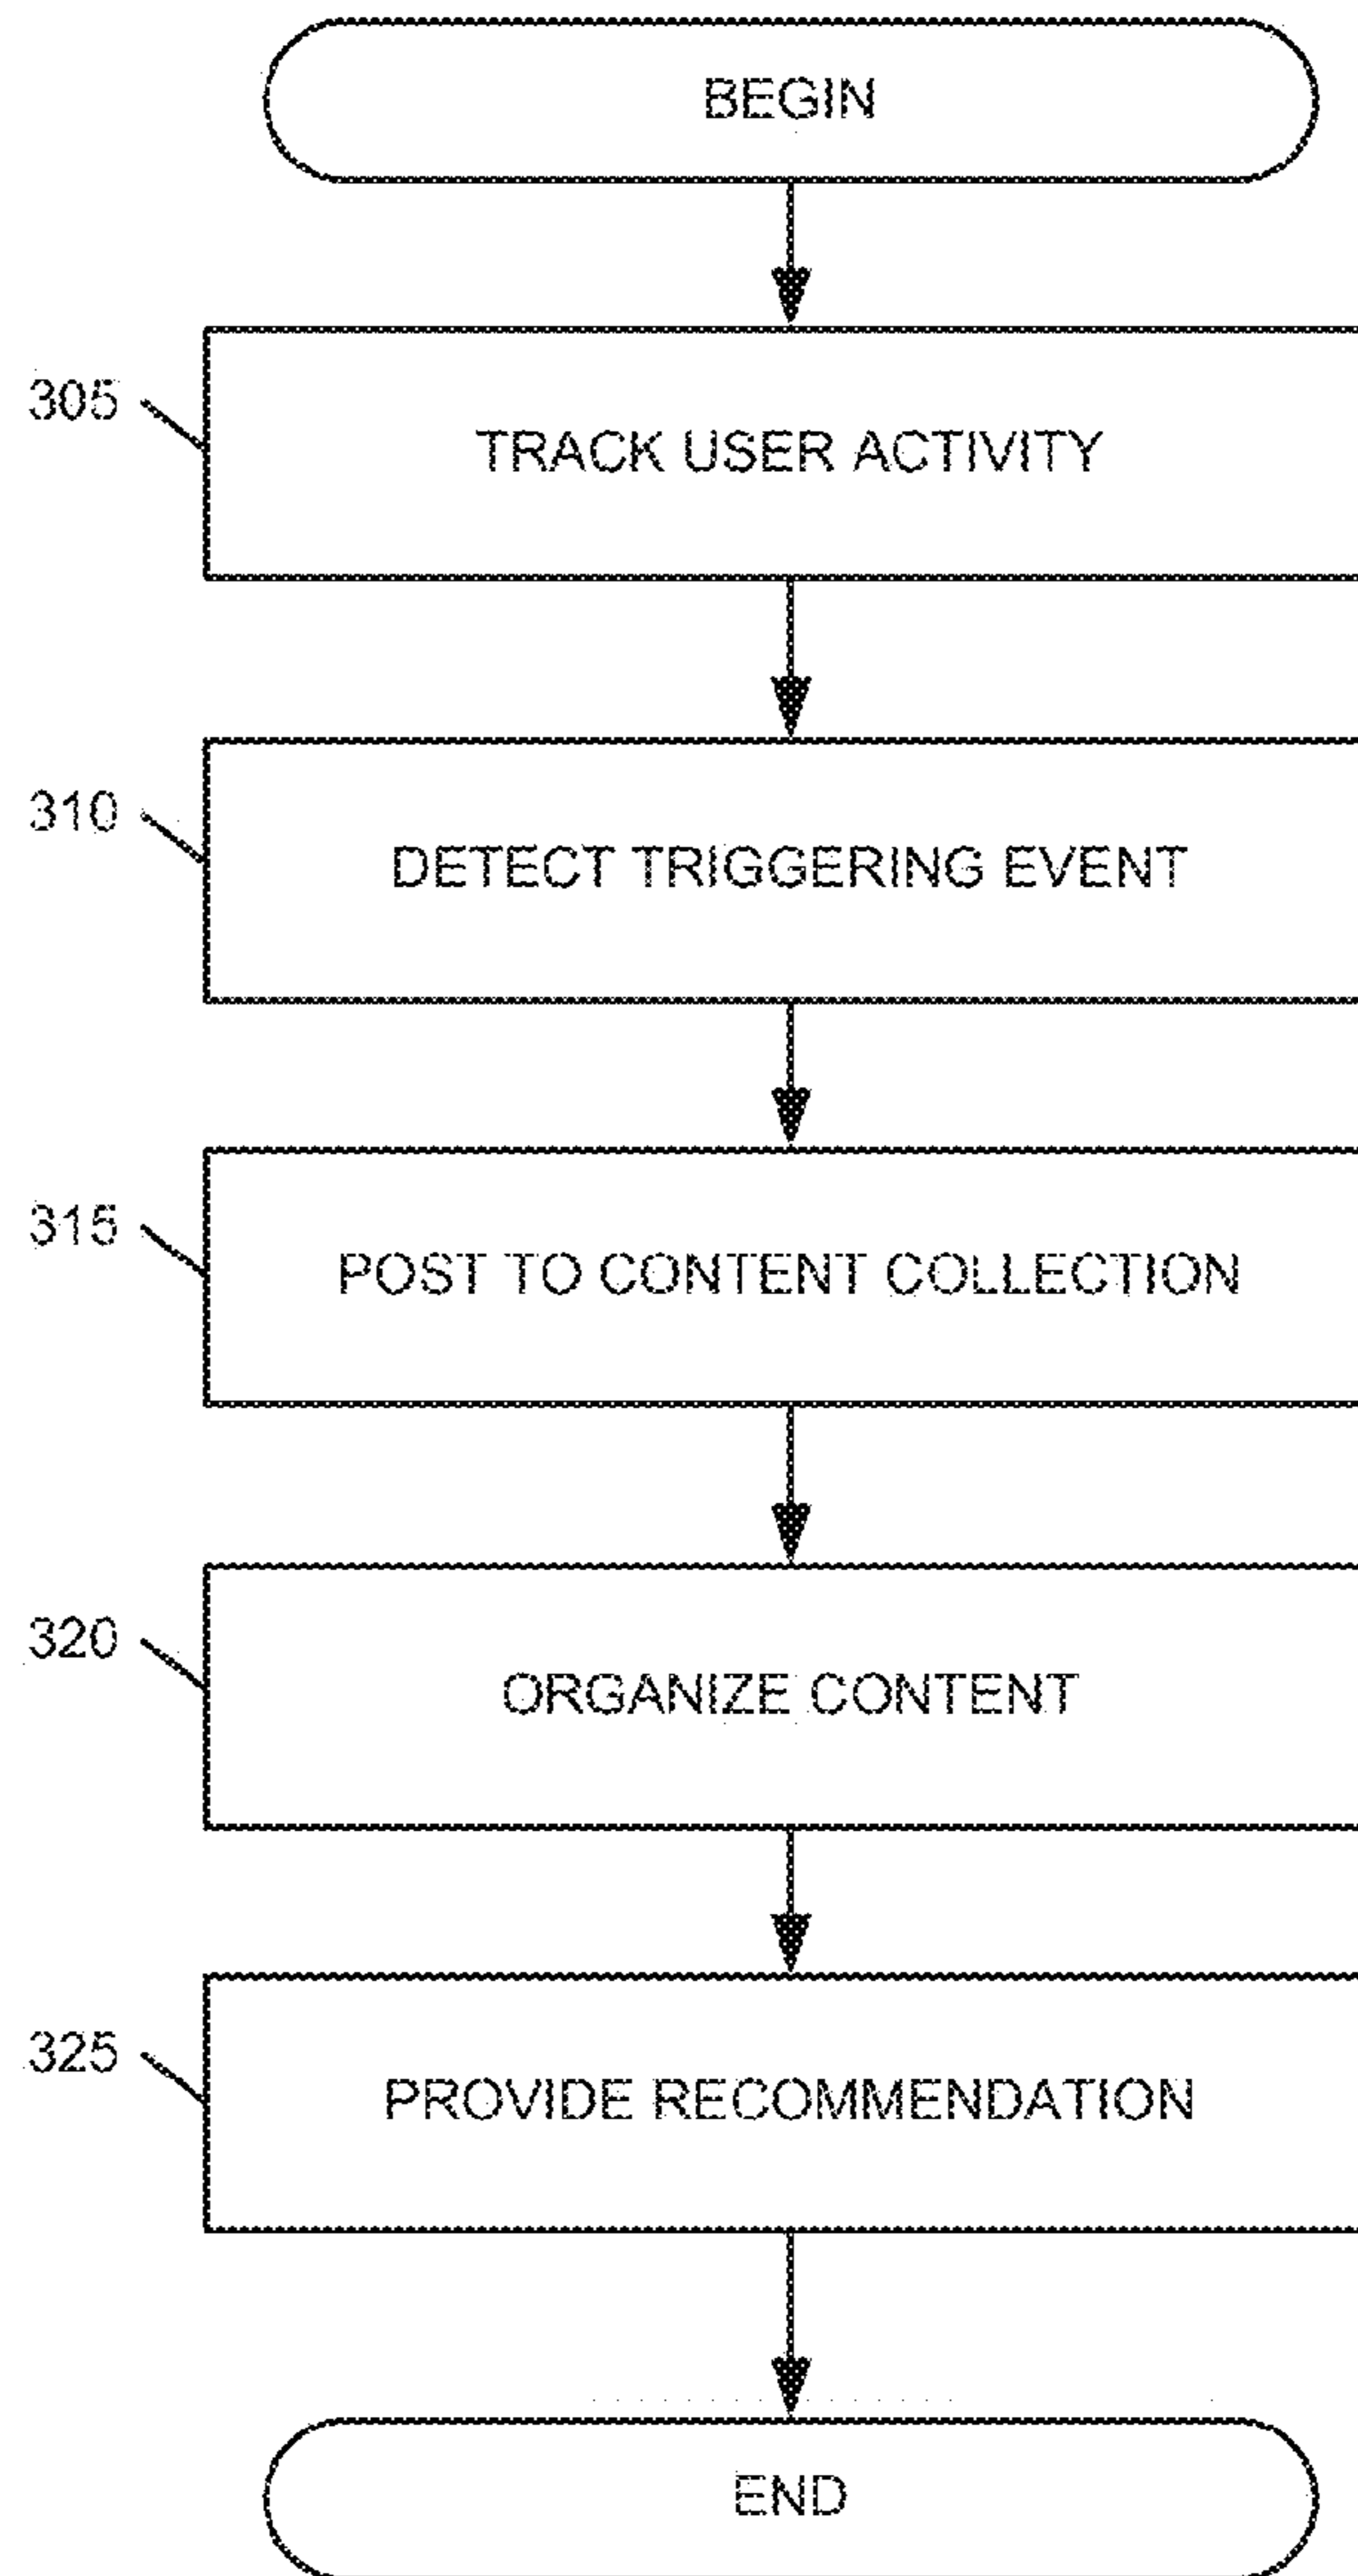 BEGIN
305
TRACK USER ACTIVITY
310
DETECT TRIGGERING EVENT
315
POST TO CONTENT COLLECTION
320
ORGANIZE CONTENT
325
PROVIDE RECOMMENDATION
END